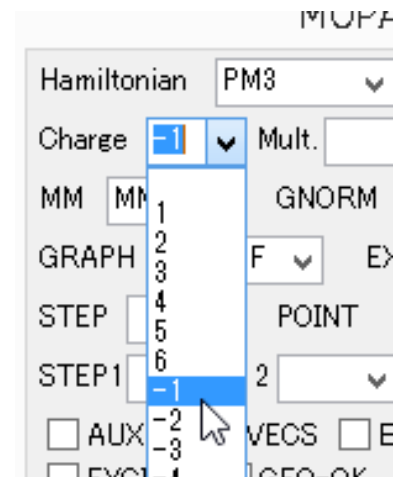 Hamiltonian PM3
Charge -1 Mult.
MM GNORM
1
2
GRAPH F
3
4
STEP POINT
5
6
STEP1 2
-1
-2
AUX VECS
-3